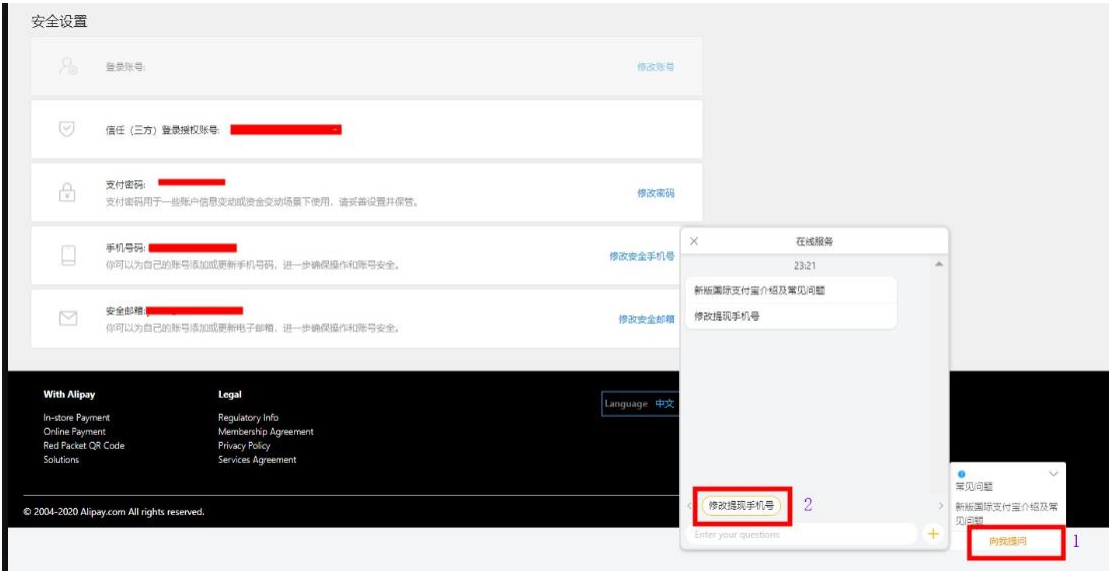 安全设置
登录账号:
修改账号
信任（三方）登录授权账号:
支付密码:
支付密码用于一些账户信息变动或资金变动场景下使用，请妥善设置并保管。
修改密码
手机号码:
你可以为自己的账号添加或更新手机号码，进一步确保操作和账号安全。
修改安全手机号
安全邮箱:
你可以为自己的账号添加或更新电子邮箱，进一步确保操作和账号安全。
修改安全邮箱
在线服务
23:21
新版国际支付宝介绍及常见问题
修改提现手机号
With Alipay
In-store Payment
Online Payment
Red Packet QR Code
Solutions
Legal
Regulatory Info
Membership Agreement
Privacy Policy
Services Agreement
Language 中文
© 2004-2020 Alipay.com All rights reserved.
修改提现手机号
2
Enter your questions
常见问题
新版国际支付宝介绍及常
见问题
向我提问
1